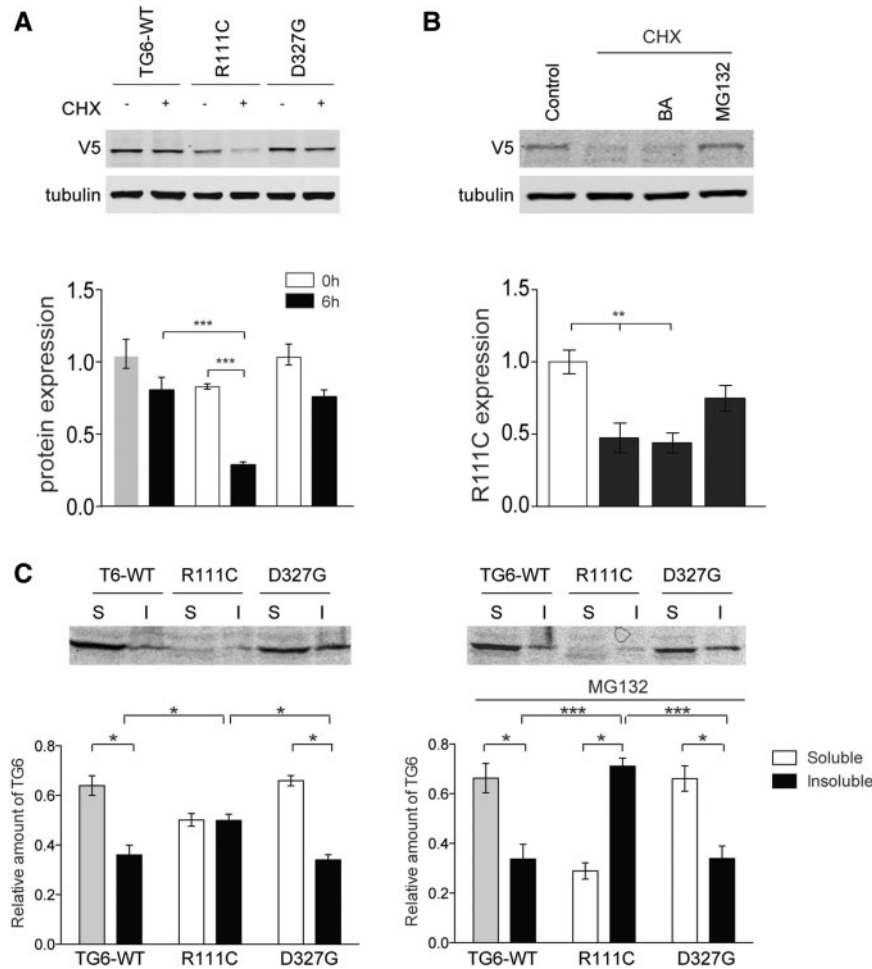 A
TG6-WT
R111C
D327G
CHX - + - + - +
V5
tubulin
0h
6h
***
***
protein expression
1.5
1.0
0.5
0.0
B
CHX
Control
BA
MG132
V5
tubulin
**
R111C expression
1.5
1.0
0.5
0.0
C
T6-WT R111C D327G
S I S I S I
* *
* *
Relative amount of TG6
0.8
0.6
0.4
0.2
0.0
TG6-WT R111C D327G
TG6-WT R111C D327G
S I S I S I
MG132
*** ***
* * *
Relative amount of TG6
0.8
0.6
0.4
0.2
0.0
TG6-WT R111C D327G
Soluble
Insoluble